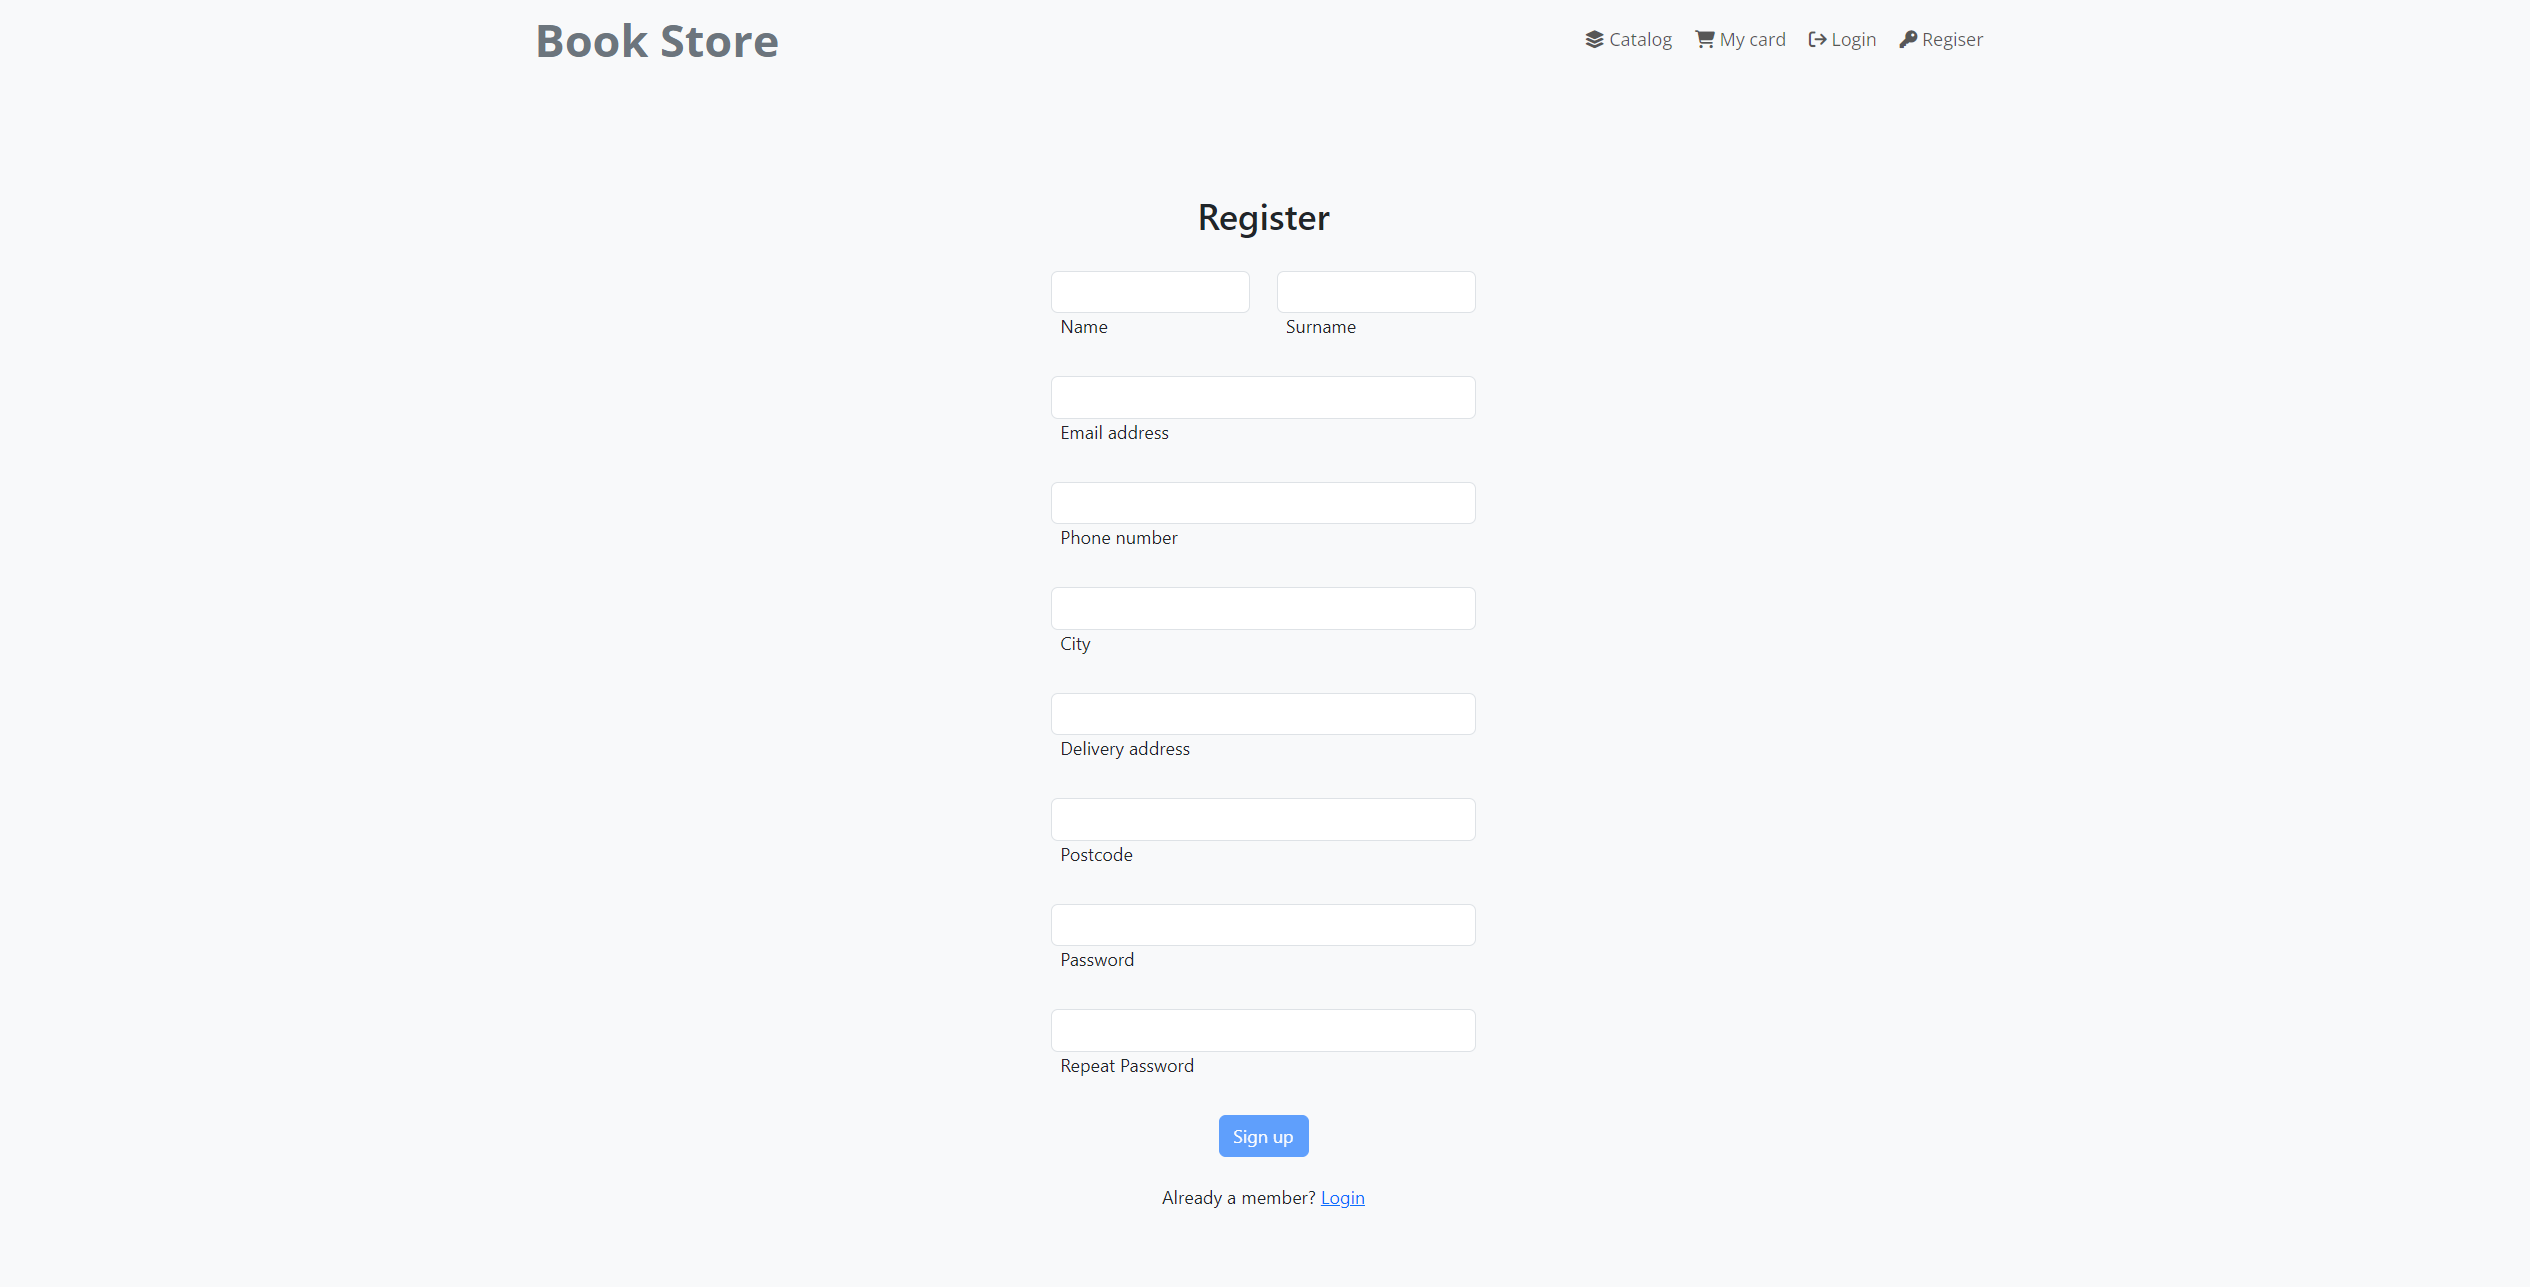 Book Store
Catalog My card Login Regiser
Register
Name Surname
Email address
Phone number
City
Delivery address
Postcode
Password
Repeat Password
Sign up
Already a member? Login